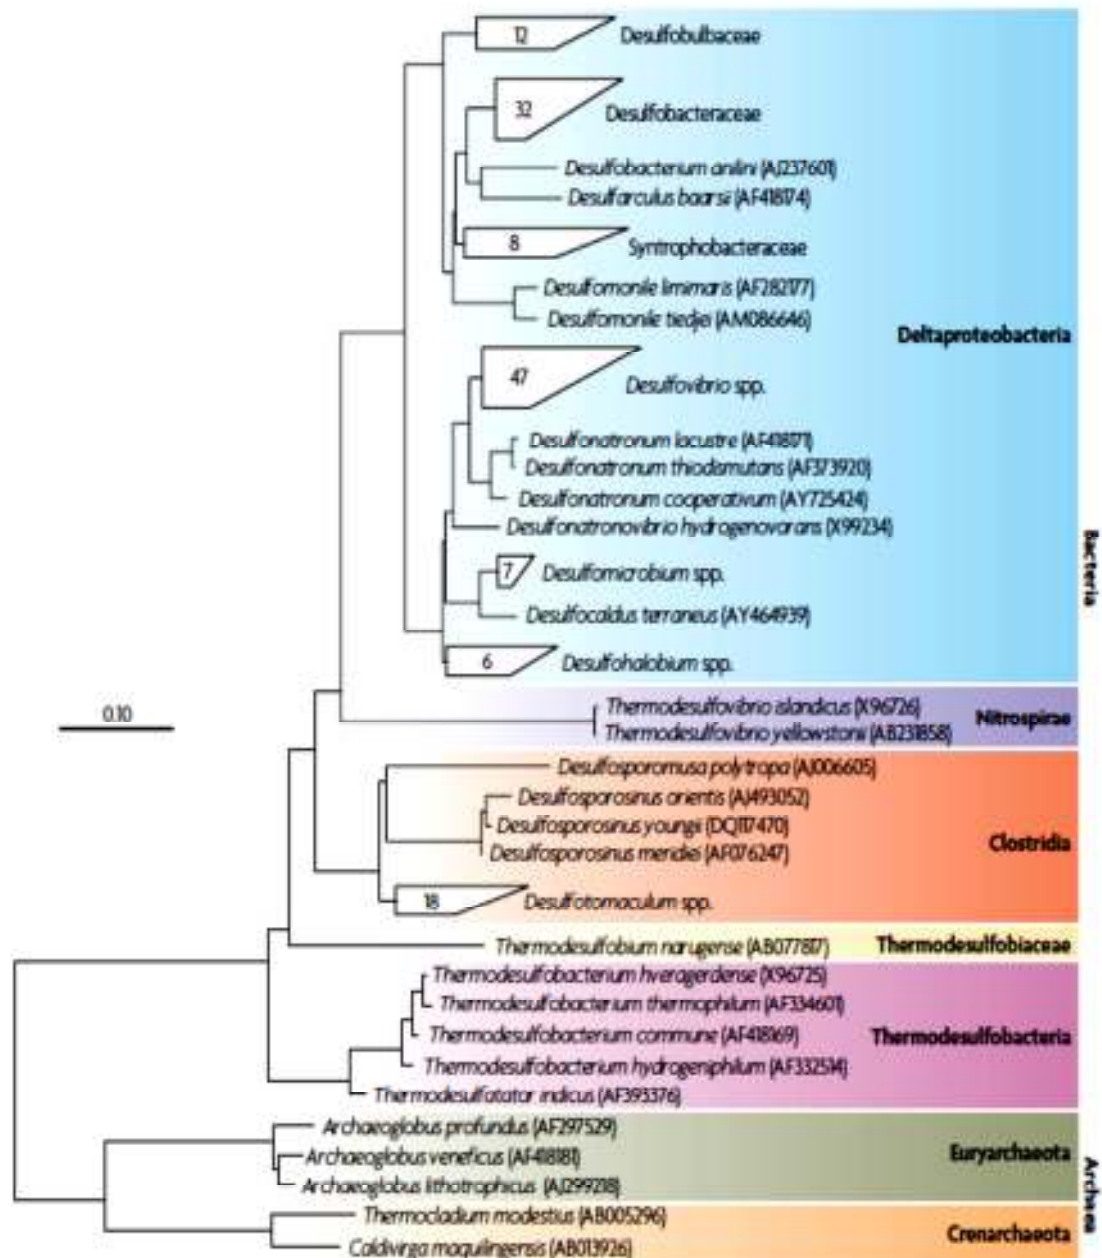 12 Desulfobulbaceae
32 Desulfobacteraceae
Desulfobacterium anilini (AJ237601)
Desulfarculus baarsii (AF418174)
8 Syntrophobacteraceae
Desulfomonile limimaris (AF282177)
Desulfomonile tiedjei (AM086646)
Deltaproteobacteria
47 Desulfovibrio spp.
Desulfonatronum lacustre (AF418171)
Desulfonatronum thiodismutans (AF373920)
Desulfonatronum cooperativum (AY725424)
Desulfonatronovibrio hydrogenovorans (X99234)
7 Desulfomicrobium spp.
Desulfocaldus terraneus (AY464939)
6 Desulfohalobium spp.
Bacteria
0.10
Thermodesulfovibrio islandicus (X96726)
Nitrospirae
Thermodesulfovibrio yellowstonii (AB231858)
Desulfosporomusa polytropa (AJ006605)
Desulfosporosinus orientis (AJ493052)
Desulfosporosinus youngii (DQ117470)
Clostridia
Desulfosporosinus meridiei (AF076247)
18 Desulfotomaculum spp.
Thermodesulfobium narugense (AB077817) Thermodesulfobiaceae
Thermodesulfobacterium hveragerdense (X96725)
Thermodesulfobacterium thermophilum (AF334601)
Thermodesulfobacterium commune (AF418169) Thermodesulfobacteria
Thermodesulfobacterium hydrogeniphilum (AF332514)
Thermodesulfatator indicus (AF393376)
Archaeoglobus profundus (AF297529)
Archaeoglobus veneficus (AF418181) Euryarchaeota
Archaeoglobus lithotrophicus (AJ299218)
Thermocladium modestius (AB005296)
Crenarchaeota
Caldivirga maquilingensis (AB013926)
Archaea